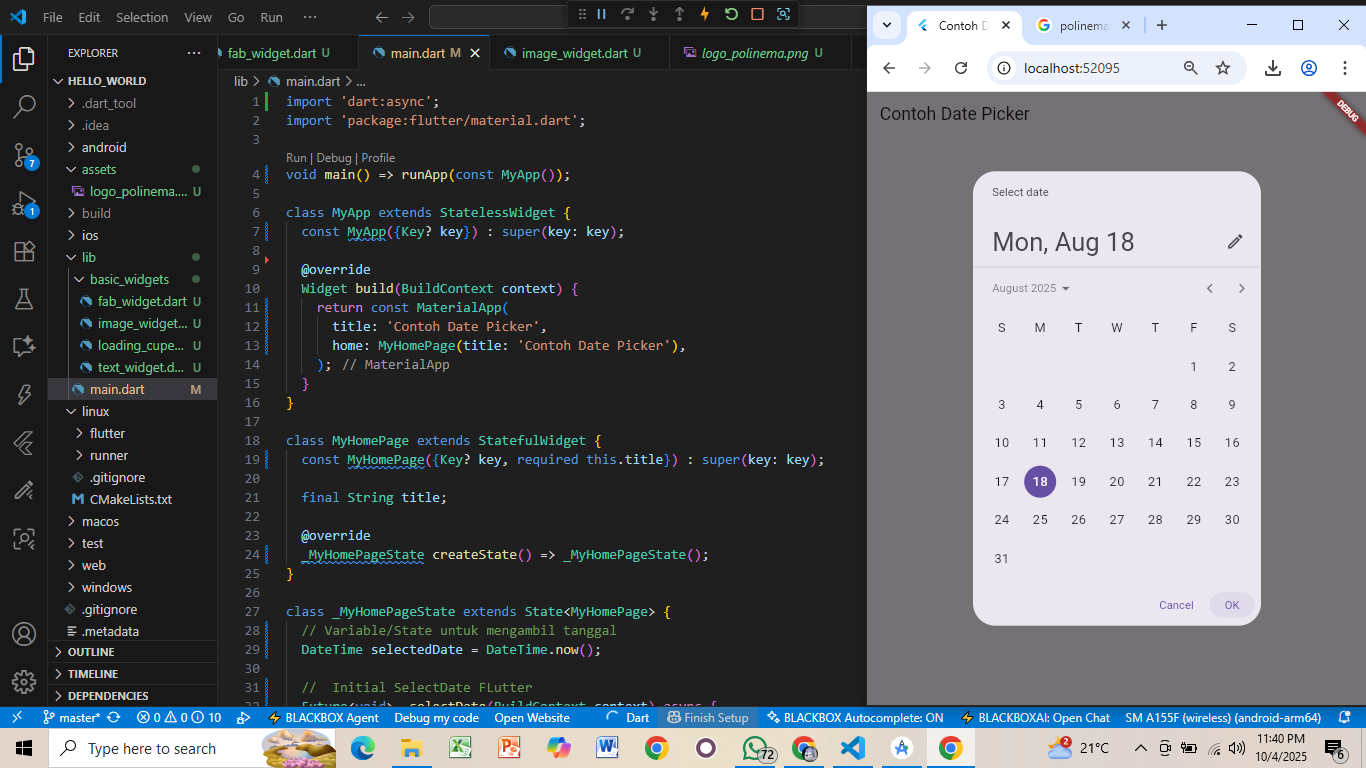 File Edit Selection View Go Run ···
EXPLORER ···
HELLO_WORLD
.dart_tool
.idea
android
assets
logo_polinema.... U
build
ios
lib
basic_widgets
fab_widget.dart U
image_widget... U
loading_cupe... U
text_widget.d... U
main.dart M
linux
flutter
runner
.gitignore
CMakeLists.txt
macos
test
web
windows
.gitignore
.metadata
OUTLINE
TIMELINE
DEPENDENCIES
7
1
fab_widget.dart U
main.dart M
image_widget.dart U
logo_polinema.png U
lib > main.dart > ...
1 import 'dart:async';
2 import 'package:flutter/material.dart';
3
Run | Debug | Profile
4 void main() => runApp(const MyApp());
5
6 class MyApp extends StatelessWidget {
7 const MyApp({Key? key}) : super(key: key);
8
9 @override
10 Widget build(BuildContext context) {
11 return const MaterialApp(
12 title: 'Contoh Date Picker',
13 home: MyHomePage(title: 'Contoh Date Picker'),
14 ); // MaterialApp
15 }
16 }
17
18 class MyHomePage extends StatefulWidget {
19 const MyHomePage({Key? key, required this.title}) : super(key: key);
20
21 final String title;
22
23 @override
24 _MyHomePageState createState() => _MyHomePageState();
25 }
26
27 class _MyHomePageState extends State<MyHomePage> {
28 // Variable/State untuk mengambil tanggal
29 DateTime selectedDate = DateTime.now();
30
31 // Initial SelectDate FLutter
32 Future<void> _selectDate(BuildContext context) async {
Contoh D
polinema
localhost:52095
Contoh Date Picker
DEBUG
Select date
Mon, Aug 18
August 2025
S M T W T F S
1 2
3 4 5 6 7 8 9
10 11 12 13 14 15 16
17 18 19 20 21 22 23
24 25 26 27 28 29 30
31
Cancel OK
master* 0 0 10 BLACKBOX Agent Debug my code Open Website Dart Finish Setup BLACKBOX Autocomplete: ON BLACKBOXAI: Open Chat SM A155F (wireless) (android-arm64)
Type here to search
72
2
21°C
11:40 PM
10/4/2025
6